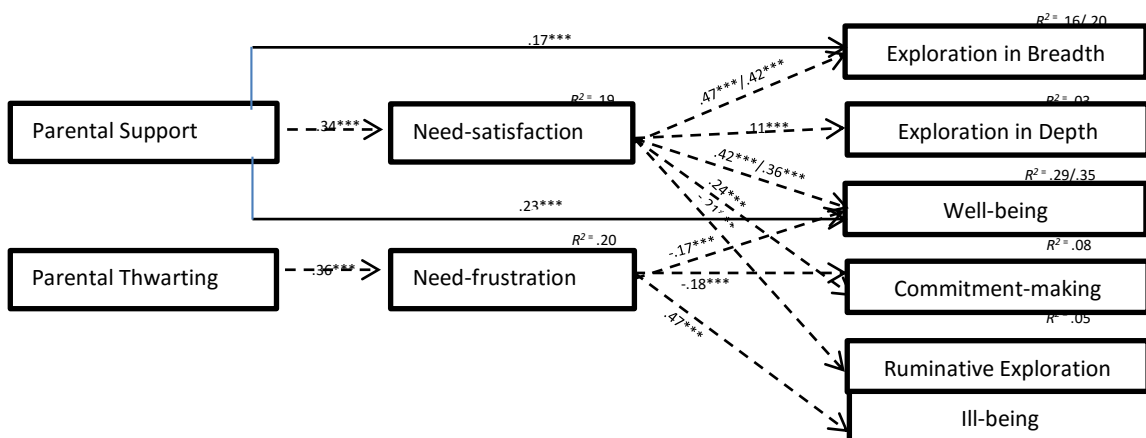 R² = .16/.20
.17***
Exploration in Breadth
.47***/.42***
R² = .19
R² = .03
Parental Support
.34***
Need-satisfaction
.11***
Exploration in Depth
.42***/.36***
R² = .29/.35
.24***
.23***
Well-being
R² = .20
-.17***
R² = .08
Parental Thwarting
.36***
Need-frustration
-.18***
Commitment-making
.47***
R² = .05
Ruminative Exploration
Ill-being